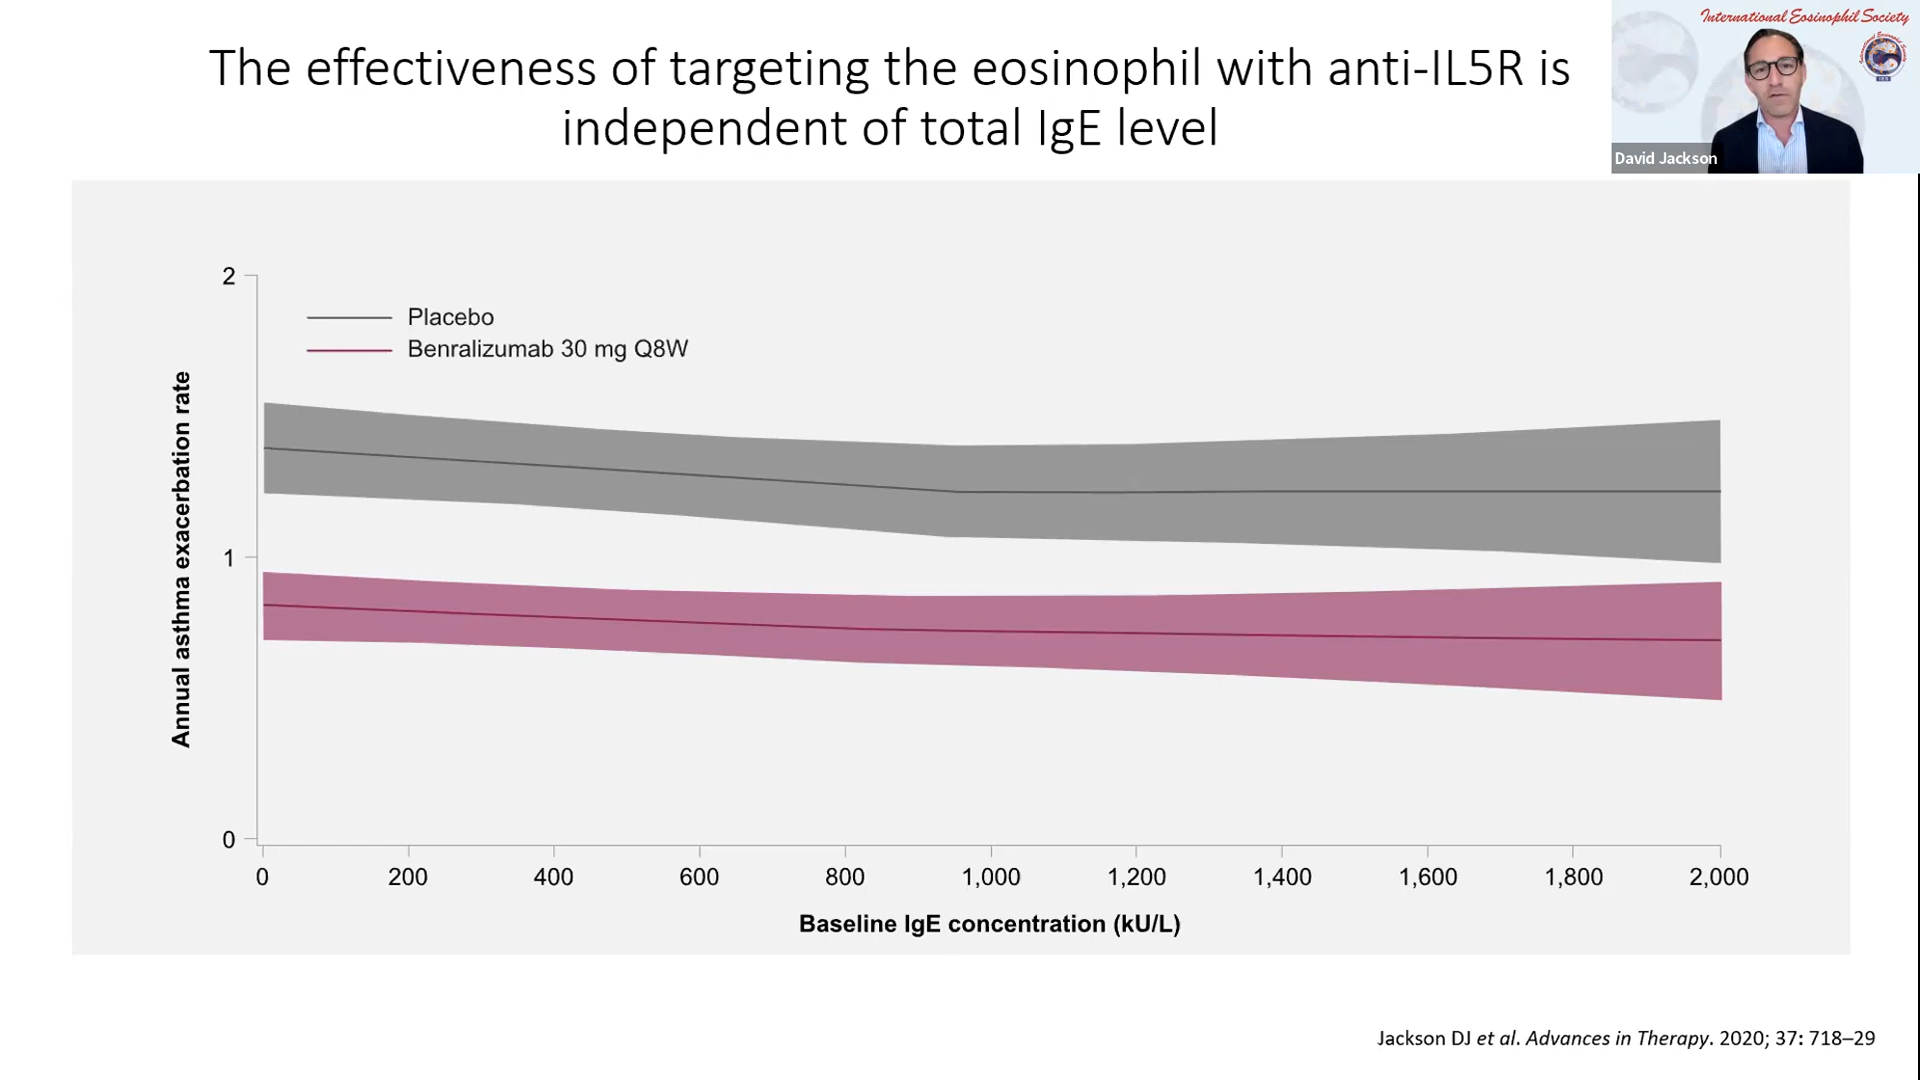 International Eosinophil Society
The effectiveness of targeting the eosinophil with anti-IL5R is
independent of total IgE level
David Jackson
2
Placebo
Benralizumab 30 mg Q8W
Annual asthma exacerbation rate
1
0
0 200 400 600 800 1,000 1,200 1,400 1,600 1,800 2,000
Baseline IgE concentration (kU/L)
Jackson DJ et al. Advances in Therapy. 2020; 37: 718–29